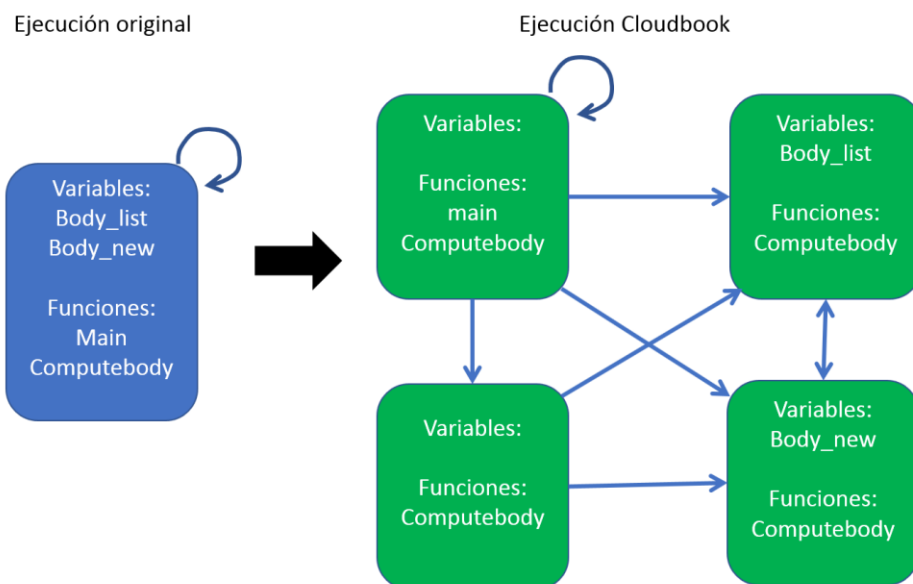 Ejecución original
Ejecución Cloudbook
Variables:
Body_list
Body_new
Funciones:
Main
Computebody
Variables:
Funciones:
main
Computebody
Variables:
Body_list
Funciones:
Computebody
Variables:
Funciones:
Computebody
Variables:
Body_new
Funciones:
Computebody